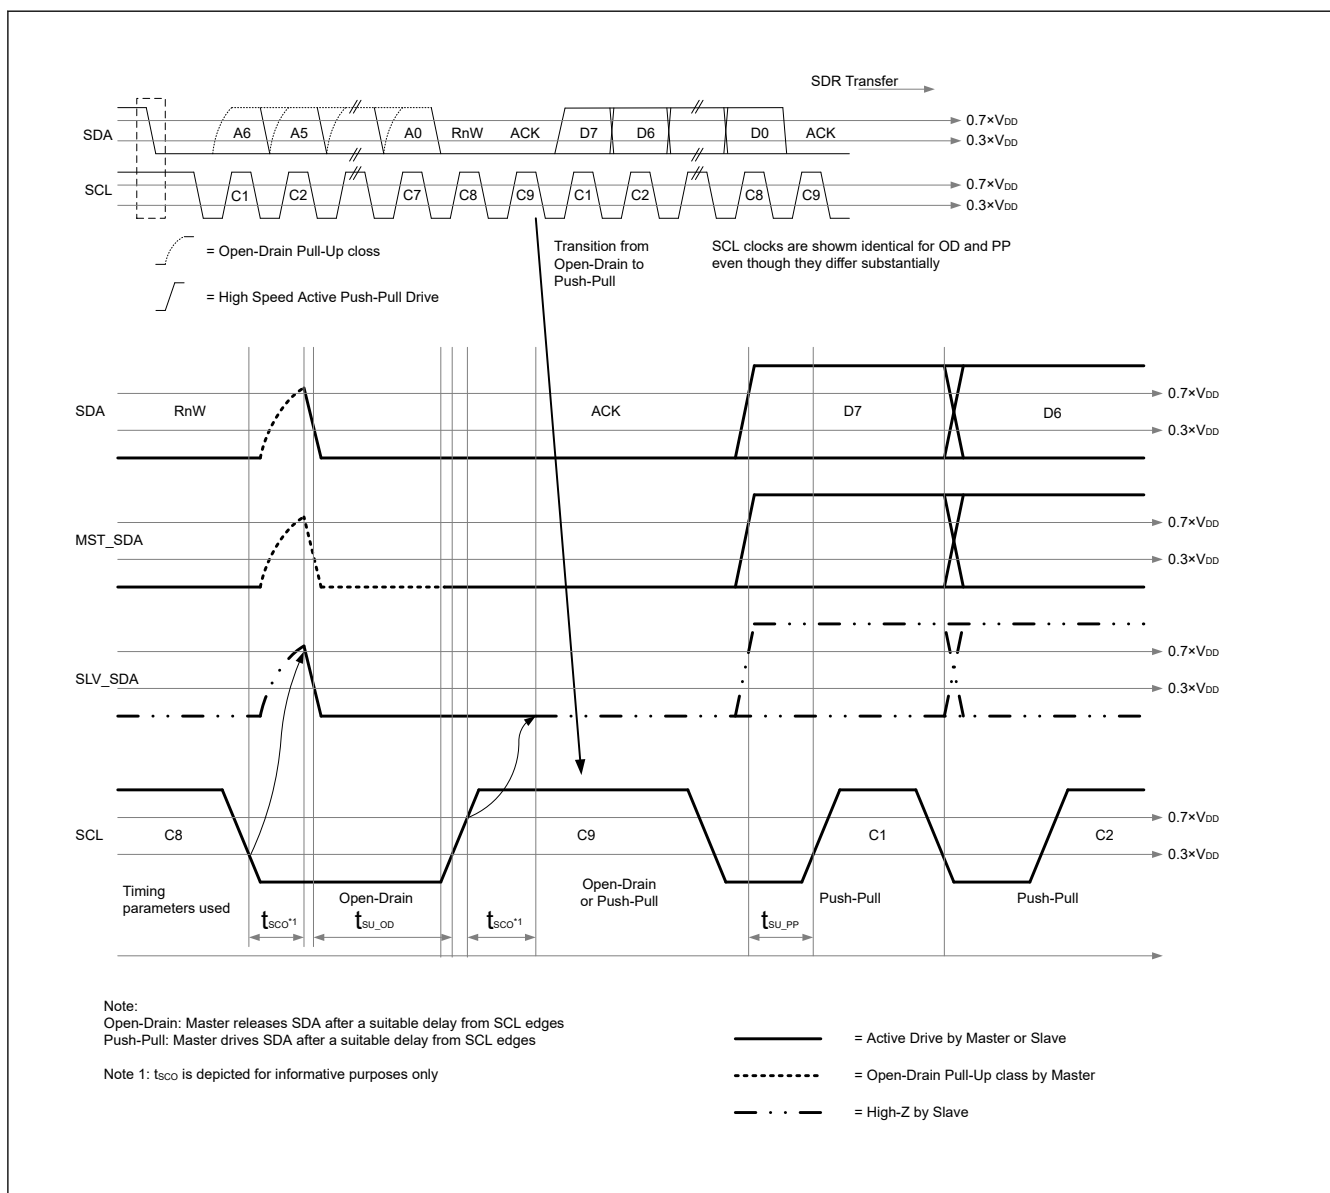 SDR Transfer
SDA
A6
A5
A0
RnW
ACK
D7
D6
D0
ACK
0.7×VDD
0.3×VDD
SCL
C1
C2
C7
C8
C9
C1
C2
C8
C9
0.7×VDD
0.3×VDD
= Open-Drain Pull-Up closs
= High Speed Active Push-Pull Drive
Transition from
Open-Drain to
Push-Pull
SCL clocks are showm identical for OD and PP
even though they differ substantially
SDA
RnW
ACK
D7
D6
0.7×VDD
0.3×VDD
MST_SDA
0.7×VDD
0.3×VDD
SLV_SDA
0.7×VDD
0.3×VDD
SCL
C8
C9
C1
C2
0.7×VDD
0.3×VDD
Timing
parameters used
Open-Drain
Open-Drain
or Push-Pull
Push-Pull
Push-Pull
tSCO*1
tSU_OD
tSCO*1
tSU_PP
Note:
Open-Drain: Master releases SDA after a suitable delay from SCL edges
Push-Pull: Master drives SDA after a suitable delay from SCL edges
Note 1: tSCO is depicted for informative purposes only
= Active Drive by Master or Slave
= Open-Drain Pull-Up class by Master
= High-Z by Slave